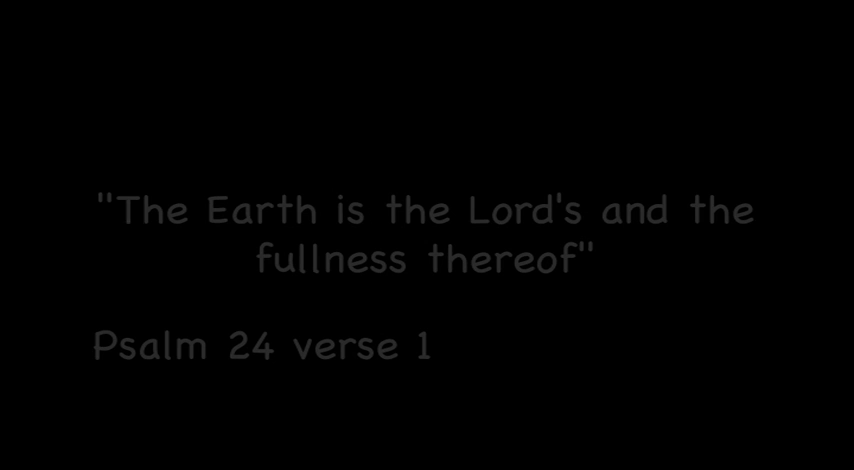 "The Earth is the Lord's and the
fullness thereof"
Psalm 24 verse 1